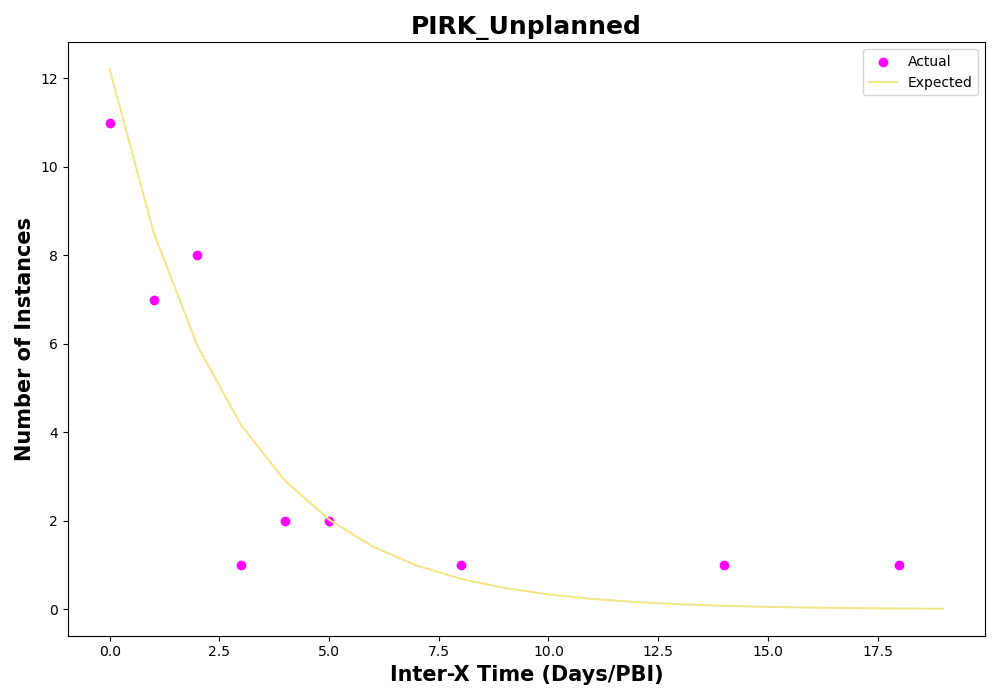 PIRK_Unplanned
Actual
Expected
Number of Instances
12
10
8
6
4
2
0
0.0 2.5 5.0 7.5 10.0 12.5 15.0 17.5
Inter-X Time (Days/PBI)